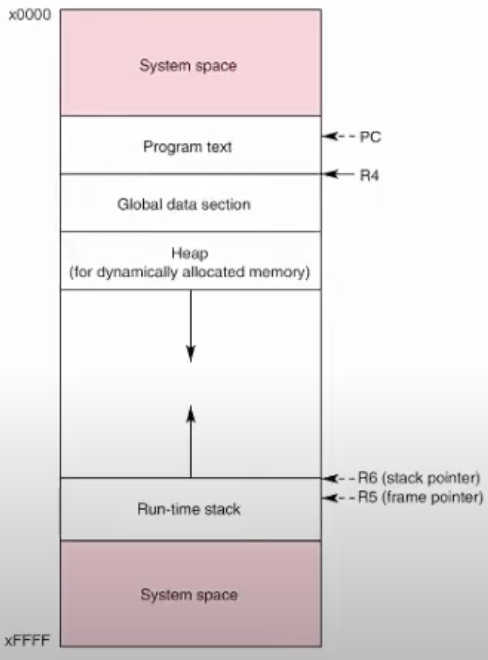 x0000
System space
PC
Program text
R4
Global data section
Heap
(for dynamically allocated memory)
R6 (stack pointer)
R5 (frame pointer)
Run-time stack
System space
xFFFF